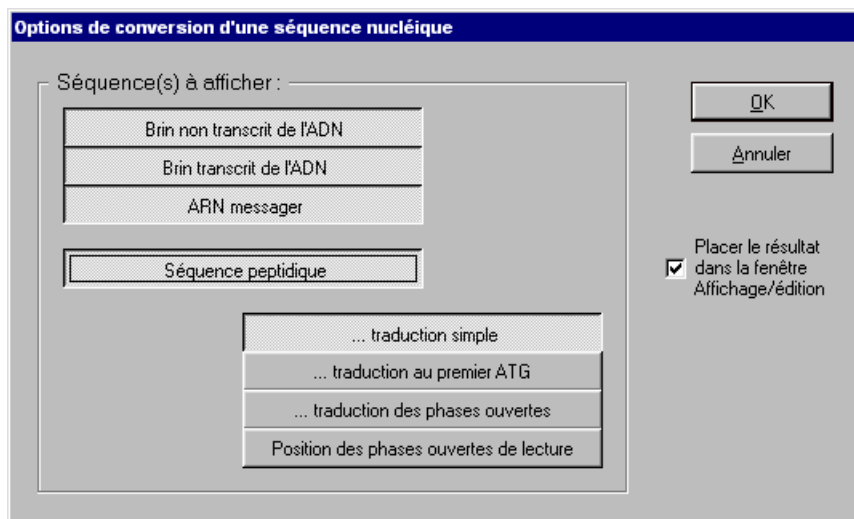 Options de conversion d'une séquence nucléique
Séquence(s) à afficher :
Brin non transcrit de l'ADN
Brin transcrit de l'ADN
ARN messager
Séquence peptidique
... traduction simple
... traduction au premier ATG
... traduction des phases ouvertes
Position des phases ouvertes de lecture
OK
Annuler
Placer le résultat
dans la fenêtre
Affichage/édition